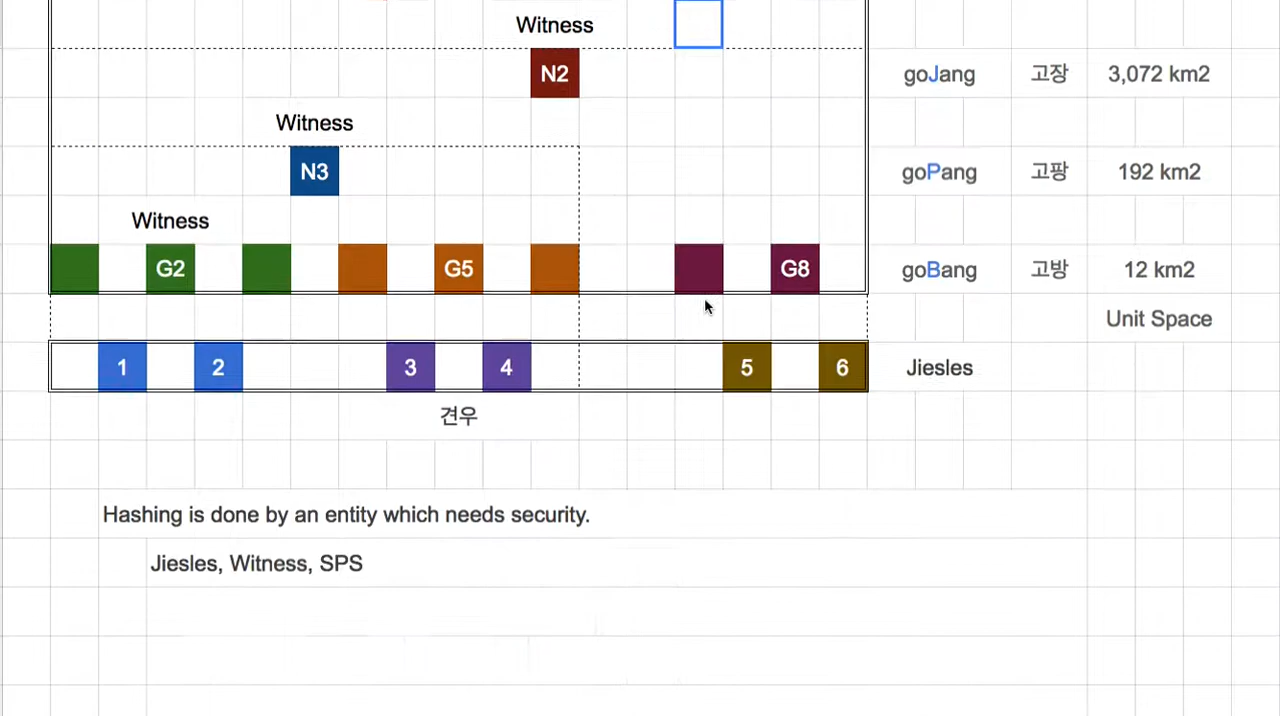 Witness
N2 goJang 고장 3,072 km2
Witness
N3 goPang 고팡 192 km2
Witness
G2 G5 G8 goBang 고방 12 km2
Unit Space
1 2 3 4 5 6 Jiesles
견우
Hashing is done by an entity which needs security.
Jiesles, Witness, SPS